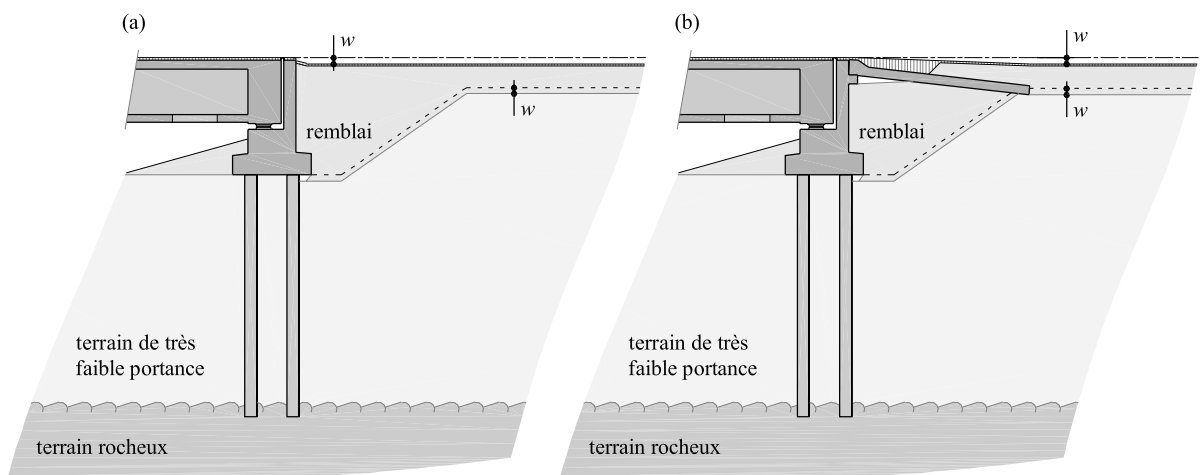 (a)
w
w
remblai
terrain de très
faible portance
terrain rocheux
(b)
w
w
remblai
terrain de très
faible portance
terrain rocheux